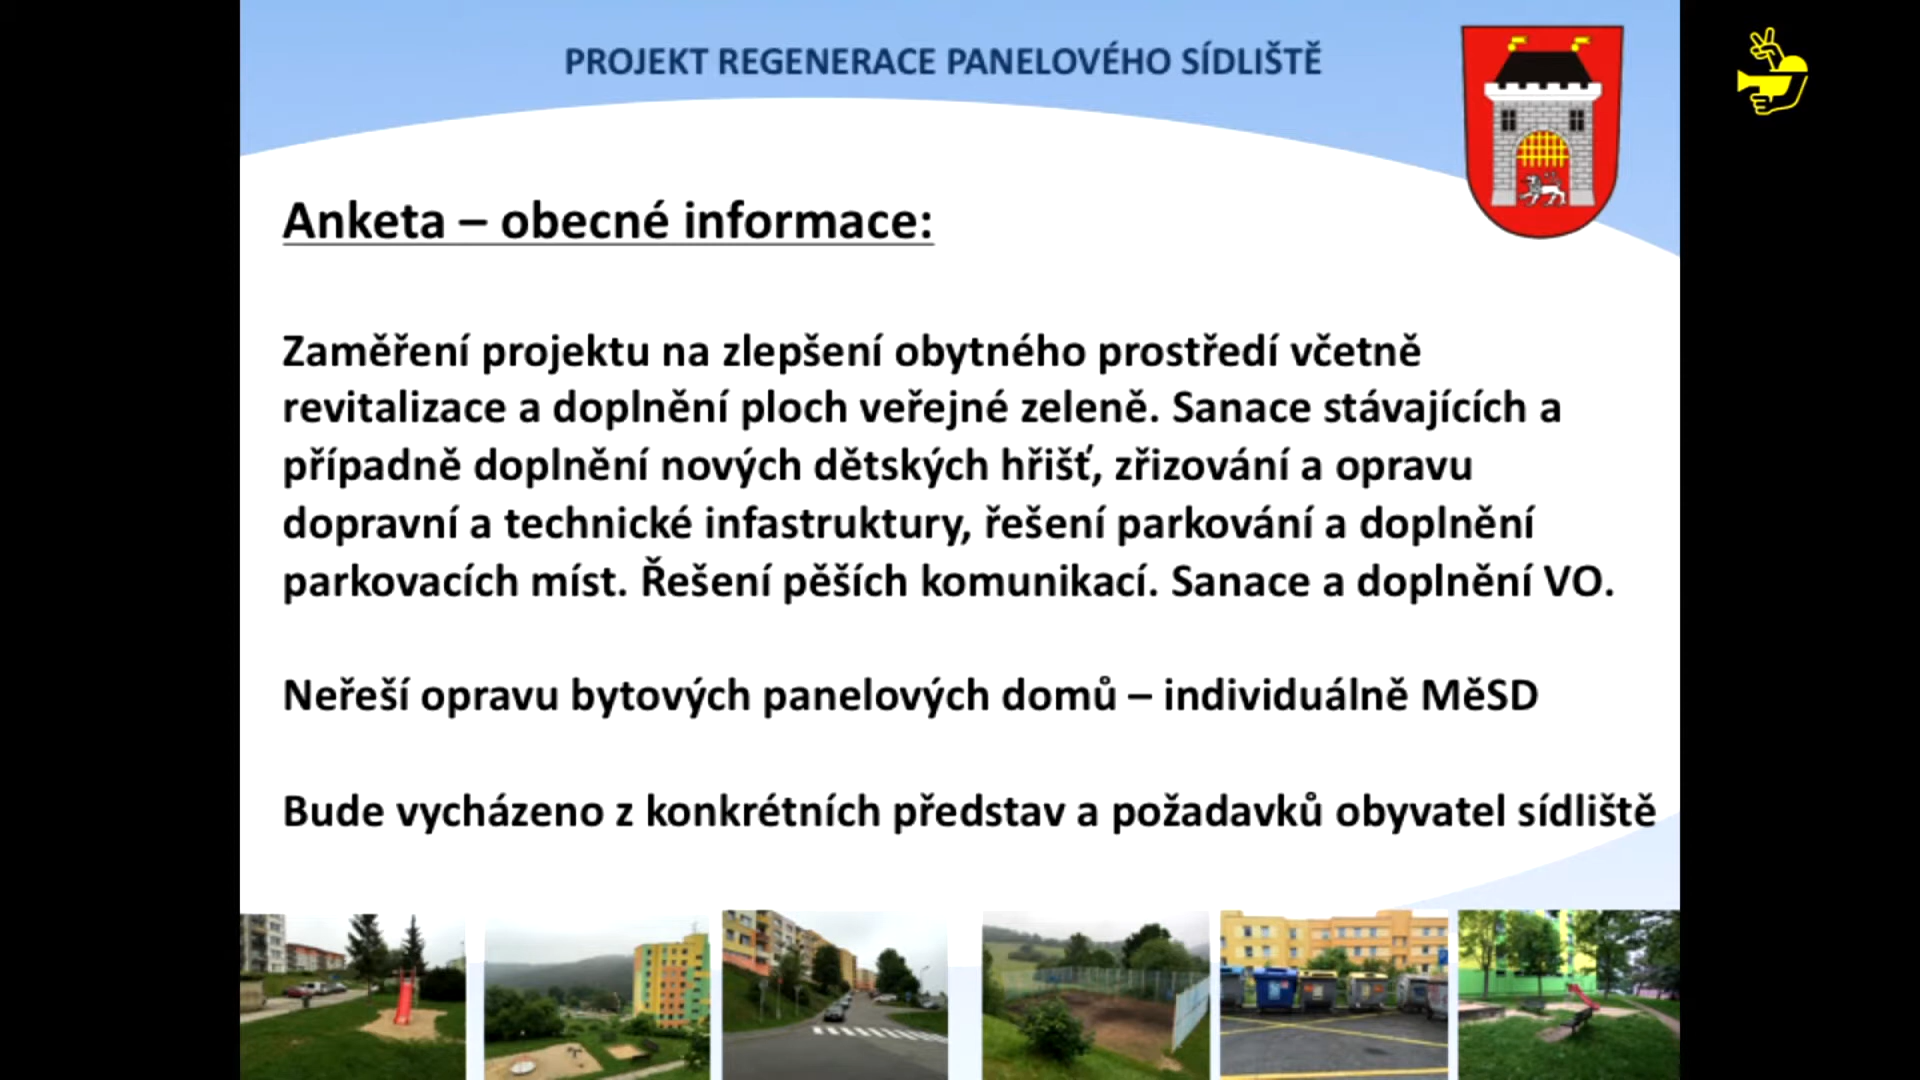 PROJEKT REGENERACE PANELOVÉHO SÍDLIŠTĚ
Anketa – obecné informace:
Zaměření projektu na zlepšení obytného prostředí včetně
revitalizace a doplnění ploch veřejné zeleně. Sanace stávajících a
případně doplnění nových dětských hřišť, zřizování a opravu
dopravní a technické infastruktury, řešení parkování a doplnění
parkovacích míst. Řešení pěších komunikací. Sanace a doplnění VO.
Neřeší opravu bytových panelových domů – individuálně MěSD
Bude vycházeno z konkrétních představ a požadavků obyvatel sídliště